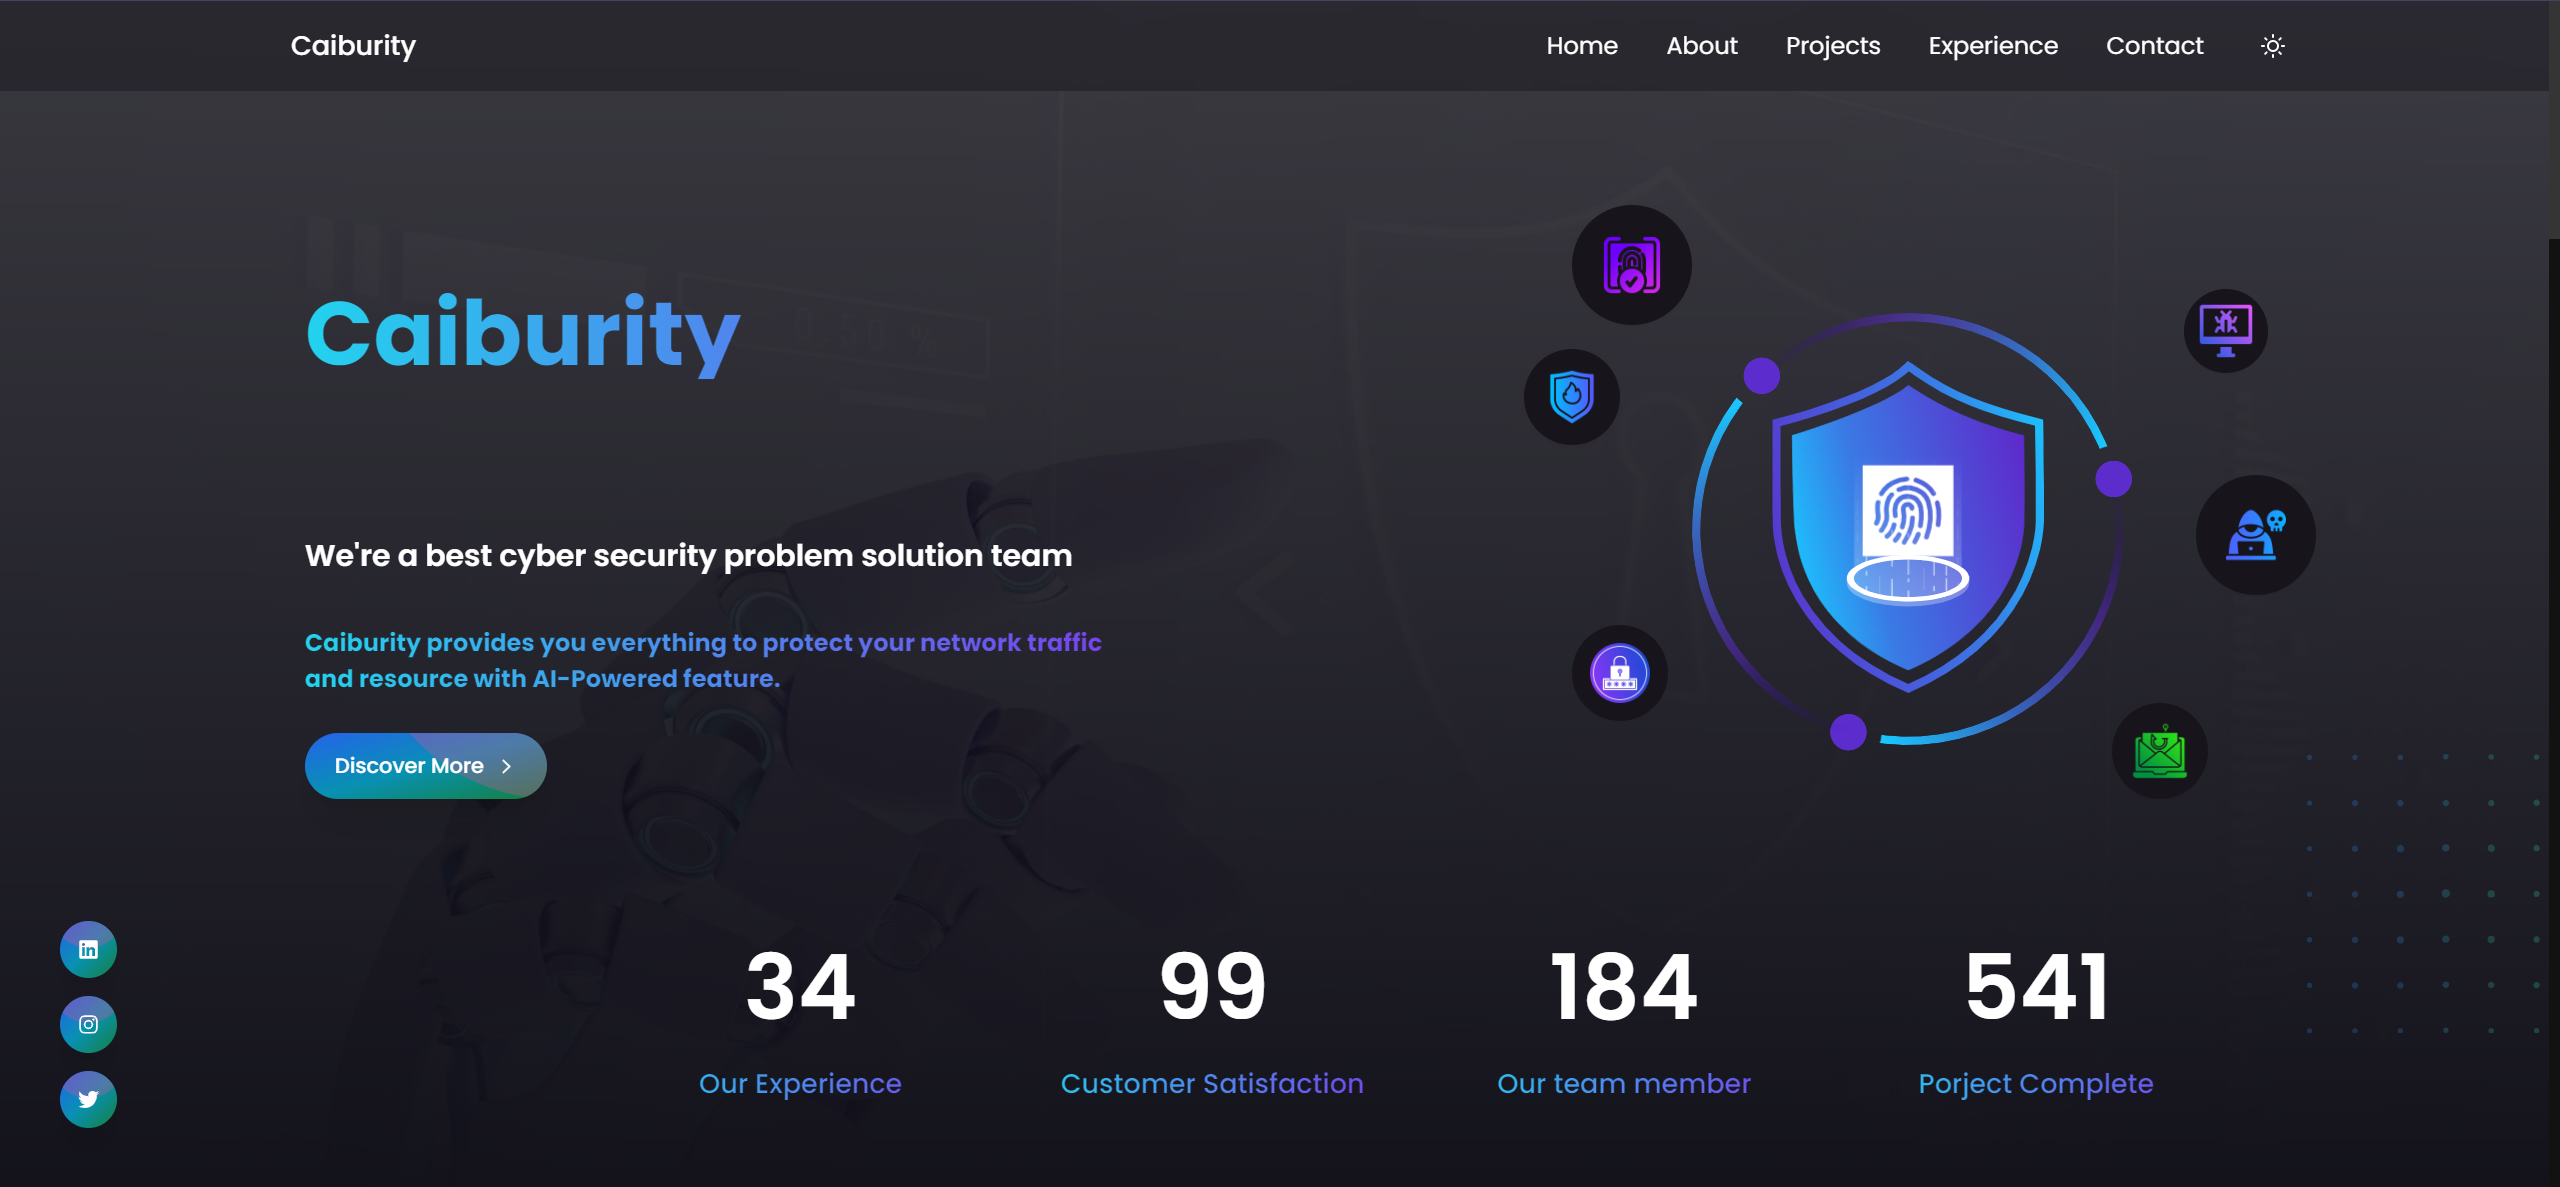 Caiburity
Home About Projects Experience Contact
Caiburity
We're a best cyber security problem solution team
Caiburity provides you everything to protect your network traffic
and resource with AI-Powered feature.
Discover More
34 99 184 541
Our Experience Customer Satisfaction Our team member Porject Complete